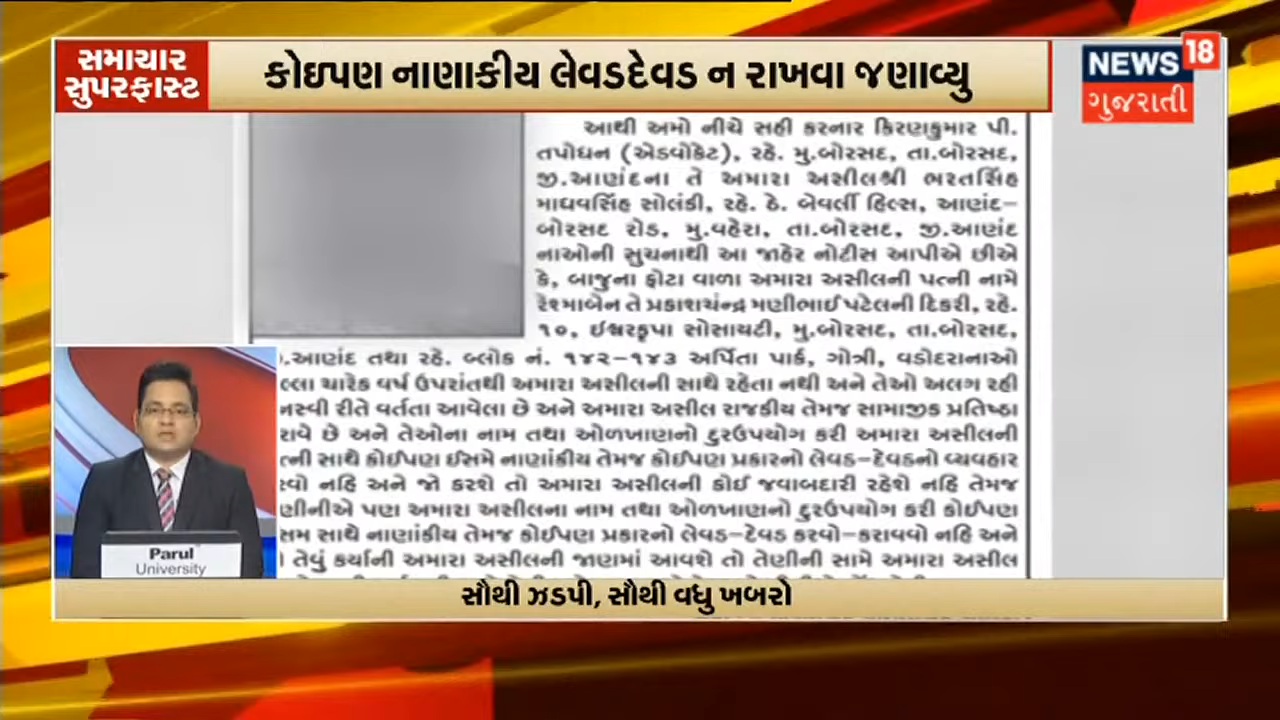 સમાચાર
સુપરફાસ્ટ
કોઇપણ નાણાકીય લેવડદેવડ ન રાખવા જણાવ્યુ
NEWS 18
ગુજરાતી
આથી અમો નીચે સહી કરનાર કિરણકુમાર પી.
તપોધન (એડવોકેટ), રહે. મુ.બોરસદ, તા.બોરસદ,
જી.આણંદના તે અમારા અસીલશ્રી ભરતસિંહ
માધવસિંહ સોલંકી, રહે. ઠે. બેવર્લી હિલ્સ, આણંદ-
બોરસદ રોડ, મુ.વહેરા, તા.બોરસદ, જી.આણંદ
નાઓની સુચનાથી આ જાહેર નોટીસ આપીએ છીએ
કે, બાજુના ફોટા વાળા અમારા અસીલની પત્ની નામે
રેશ્માબેન તે પ્રકાશચંન્દ્ર મણીભાઈ પટેલની દિકરી, રહે.
૧૦, ઈશ્વરકૃપા સોસાયટી, મુ.બોરસદ, તા.બોરસદ,
.આણંદ તથા રહે. બ્લોક નં. ૧૪૨-૧૪૩ અર્પિતા પાર્ક, ગોત્રી, વડોદરાનાઓ
લ્લા ચારેક વર્ષ ઉપરાંતથી અમારા અસીલની સાથે રહેતા નથી અને તેઓ અલગ રહી
નસ્વી રીતે વર્તતા આવેલા છે અને અમારા અસીલ રાજકીય તેમજ સામાજીક પ્રતિષ્ઠા
રાવે છે અને તેઓના નામ તથા ઓળખાણનો દુરઉપયોગ કરી અમારા અસીલની
ત્ની સાથે કોઈપણ ઈસમે નાણાંકીય તેમજ કોઈપણ પ્રકારનો લેવડ-દેવડનો વ્યવહાર
રવો નહિ અને જો કરશે તો અમારા અસીલની કોઈ જવાબદારી રહેશે નહિ તેમજ
ણીનીએ પણ અમારા અસીલના નામ તથા ઓળખાણનો દુરઉપયોગ કરી કોઈપણ
સમ સાથે નાણાંકીય તેમજ કોઈપણ પ્રકારનો લેવડ-દેવડ કરવો-કરાવવો નહિ અને
તેવું કર્યાની અમારા અસીલની જાણમાં આવશે તો તેણીની સામે અમારા અસીલ
Parul
University
સૌથી ઝડપી, સૌથી વધુ ખબરો